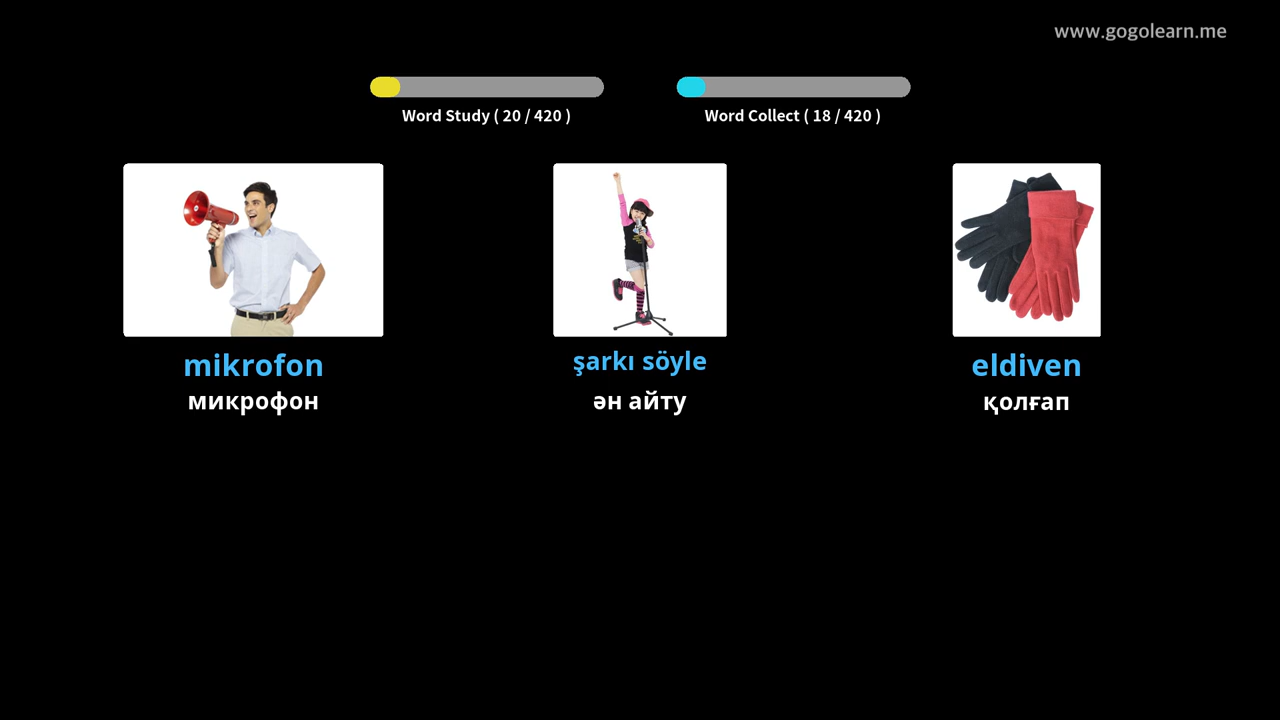 www.gogolearn.me
Word Study ( 20 / 420 )
Word Collect ( 18 / 420 )
mikrofon
микрофон
şarkı söyle
ән айту
eldiven
қолғап